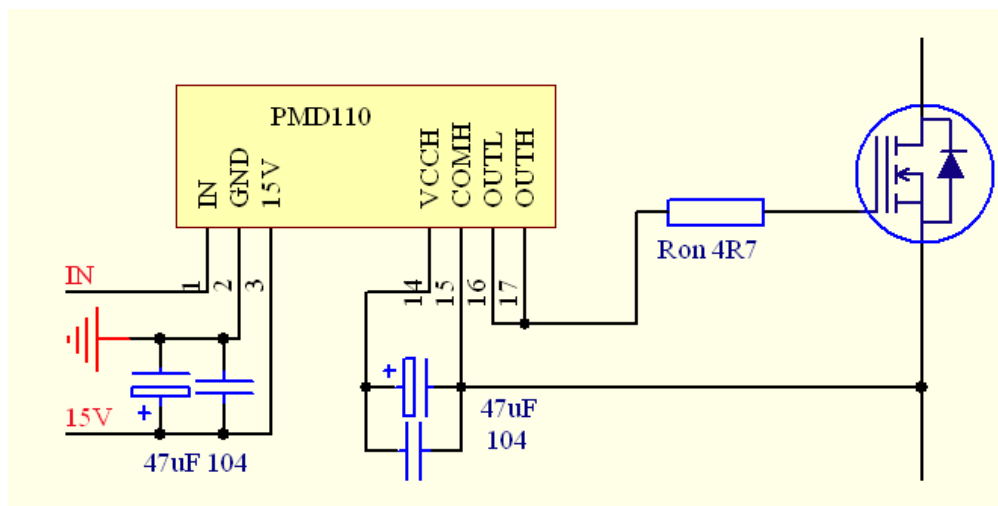 PMD110
IN
GND
15V
VCCH
COMH
OUTL
OUTH
Ron 4R7
IN
1
2
3
14
15
16
17
+
+
15V
47uF
104
47uF 104